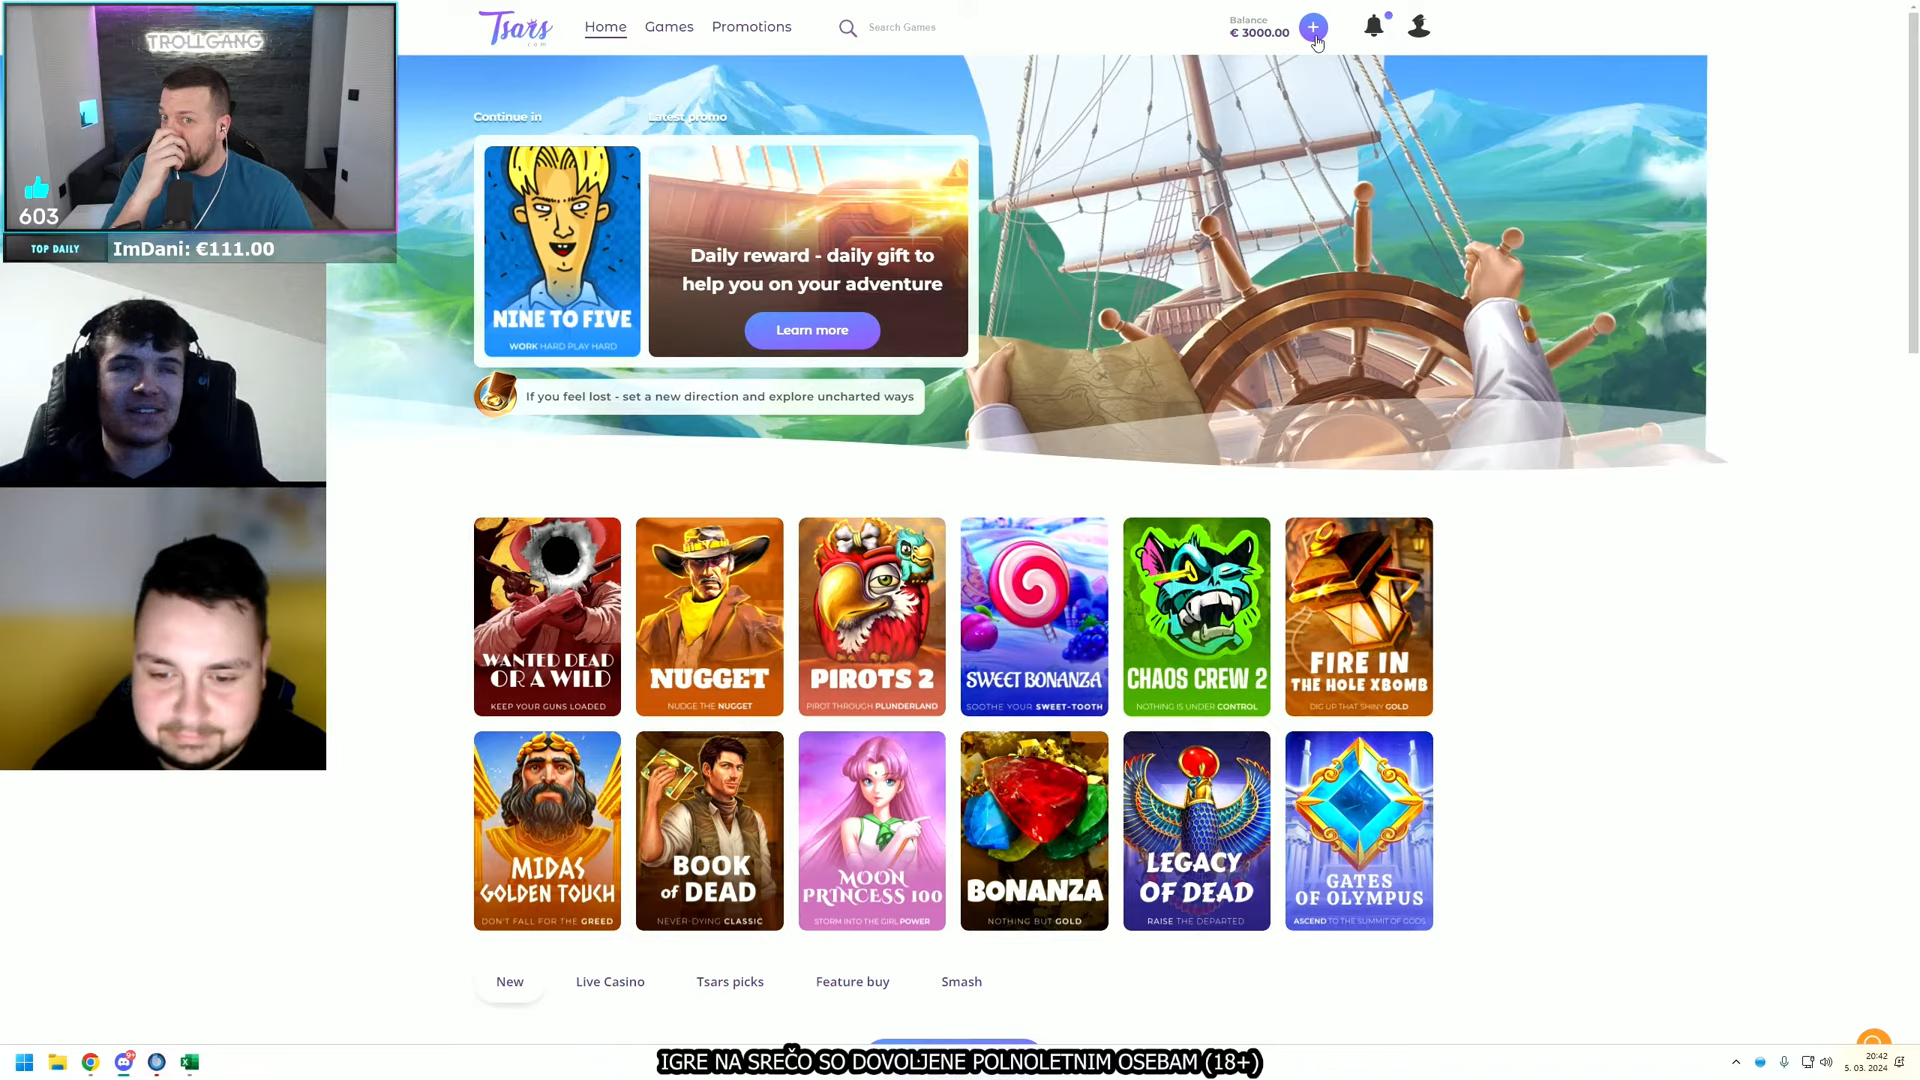 TROLLGANG
603
TOP DAILY
ImDani: €111.00
Tsars
.com
Home
Games
Promotions
Search Games
Balance
€ 3000.00
Continue in
Latest promo
NINE TO FIVE
WORK HARD PLAY HARD
Daily reward - daily gift to
help you on your adventure
Learn more
If you feel lost - set a new direction and explore uncharted ways
WANTED DEAD
OR A WILD
KEEP YOUR GUNS LOADED
NUGGET
NUDGE THE NUGGET
PIROTS 2
PIROT THROUGH PLUNDERLAND
SWEET BONANZA
SOOTHE YOUR SWEET-TOOTH
CHAOS CREW 2
NOTHING IS UNDER CONTROL
FIRE IN
THE HOLE XBOMB
DIG UP THAT SHINY GOLD
MIDAS
GOLDEN TOUCH
DON'T FALL FOR THE GREED
BOOK
of DEAD
NEVER-DYING CLASSIC
MOON
PRINCESS 100
STORM INTO THE GIRL POWER
BONANZA
NOTHING BUT GOLD
LEGACY
OF DEAD
RAISE THE DEPARTED
GATES
OF OLYMPUS
ASCEND TO THE SUMMIT OF GODS
New
Live Casino
Tsars picks
Feature buy
Smash
IGRE NA SREČO SO DOVOLJENE POLNOLETNIM OSEBAM (18+)
9+
20:42
5. 03. 2024